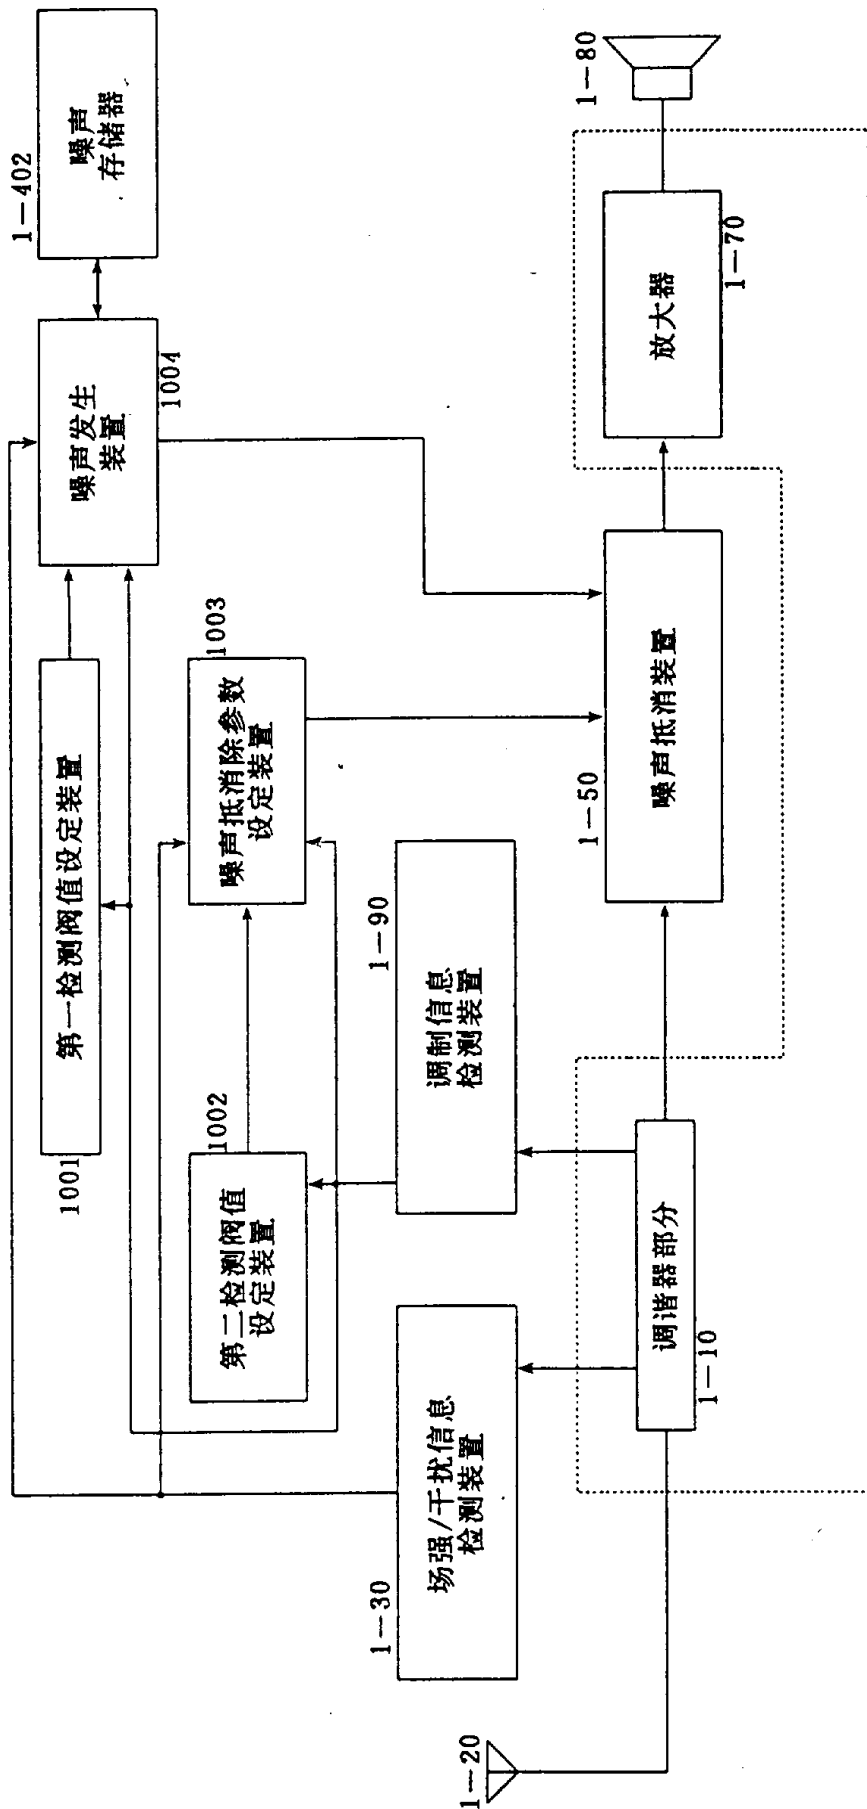 1—402
1001
第一检测阀值设定装置
噪声发生
装置
噪声
存储器
1004
1002
1003
第二检测阀值
设定装置
噪声抵消除参数
设定装置
1—30
1—90
场强/干扰信息
检测装置
调制信息
检测装置
1—20
1—50
1—80
调谐器部分
噪声抵消装置
放大器
1—10
1—70